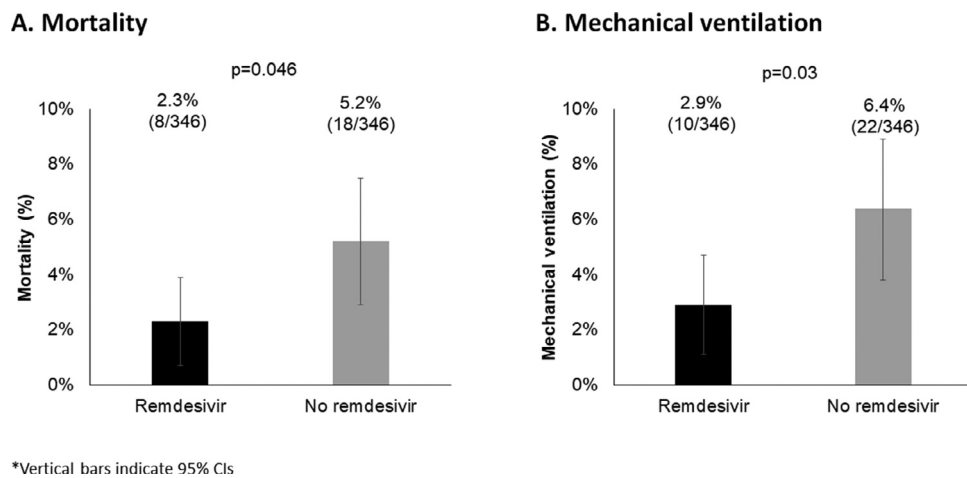 A. Mortality
p=0.046
2.3%
(8/346)
5.2%
(18/346)
10%
8%
6%
4%
2%
0%
Mortality (%)
Remdesivir
No remdesivir
B. Mechanical ventilation
p=0.03
2.9%
(10/346)
6.4%
(22/346)
10%
8%
6%
4%
2%
0%
Mechanical ventilation (%)
Remdesivir
No remdesivir
*Vertical bars indicate 95% CIs